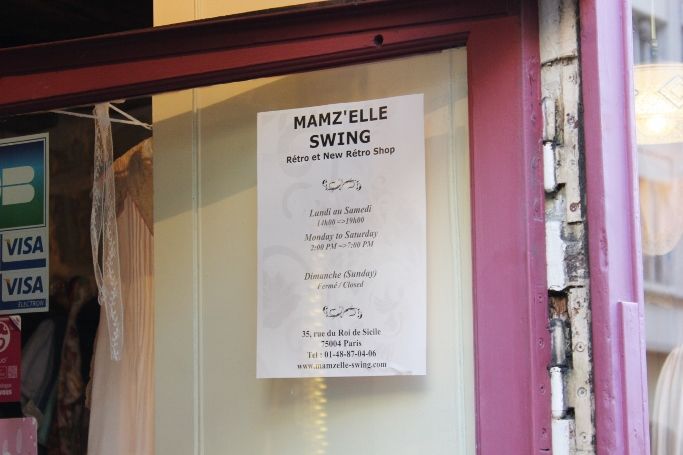 MAMZ'ELLE
SWING
Rétro et New Rétro Shop
Lundi au Samedi
14h00 =>19h00
Monday to Saturday
2:00 PM =>7:00 PM
Dimanche (Sunday)
Fermé / Closed
35, rue du Roi de Sicile
75004 Paris
Tel : 01-48-87-04-06
www.mamzelle-swing.com
VISA
VISA
ELECTRON